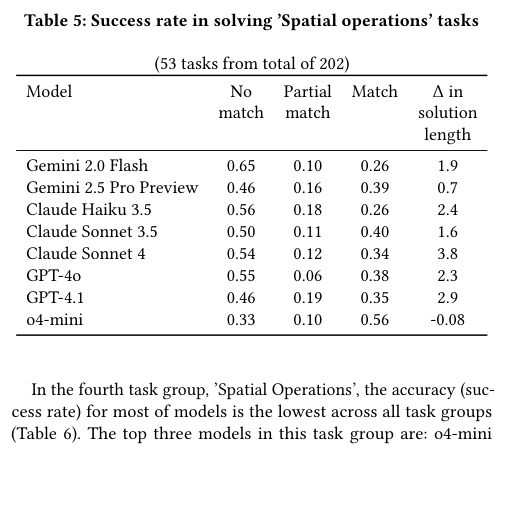 Table 5: Success rate in solving ’Spatial operations’ tasks
(53 tasks from total of 202)
Model No match Partial match Match Δ in solution length
Gemini 2.0 Flash 0.65 0.10 0.26 1.9
Gemini 2.5 Pro Preview 0.46 0.16 0.39 0.7
Claude Haiku 3.5 0.56 0.18 0.26 2.4
Claude Sonnet 3.5 0.50 0.11 0.40 1.6
Claude Sonnet 4 0.54 0.12 0.34 3.8
GPT-4o 0.55 0.06 0.38 2.3
GPT-4.1 0.46 0.19 0.35 2.9
o4-mini 0.33 0.10 0.56 -0.08
In the fourth task group, ’Spatial Operations’, the accuracy (suc-
cess rate) for most of models is the lowest across all task groups
(Table 6). The top three models in this task group are: o4-mini